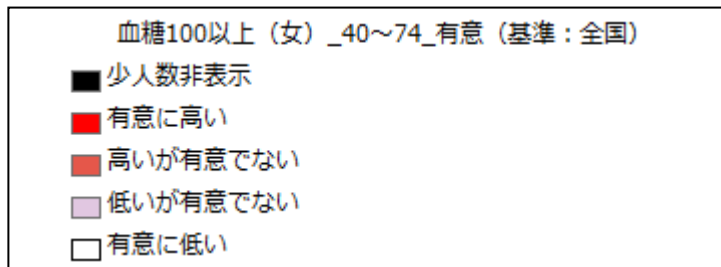 血糖100以上（女）_40～74_有意（基準：全国）
少人数非表示
有意に高い
高いが有意でない
低いが有意でない
有意に低い